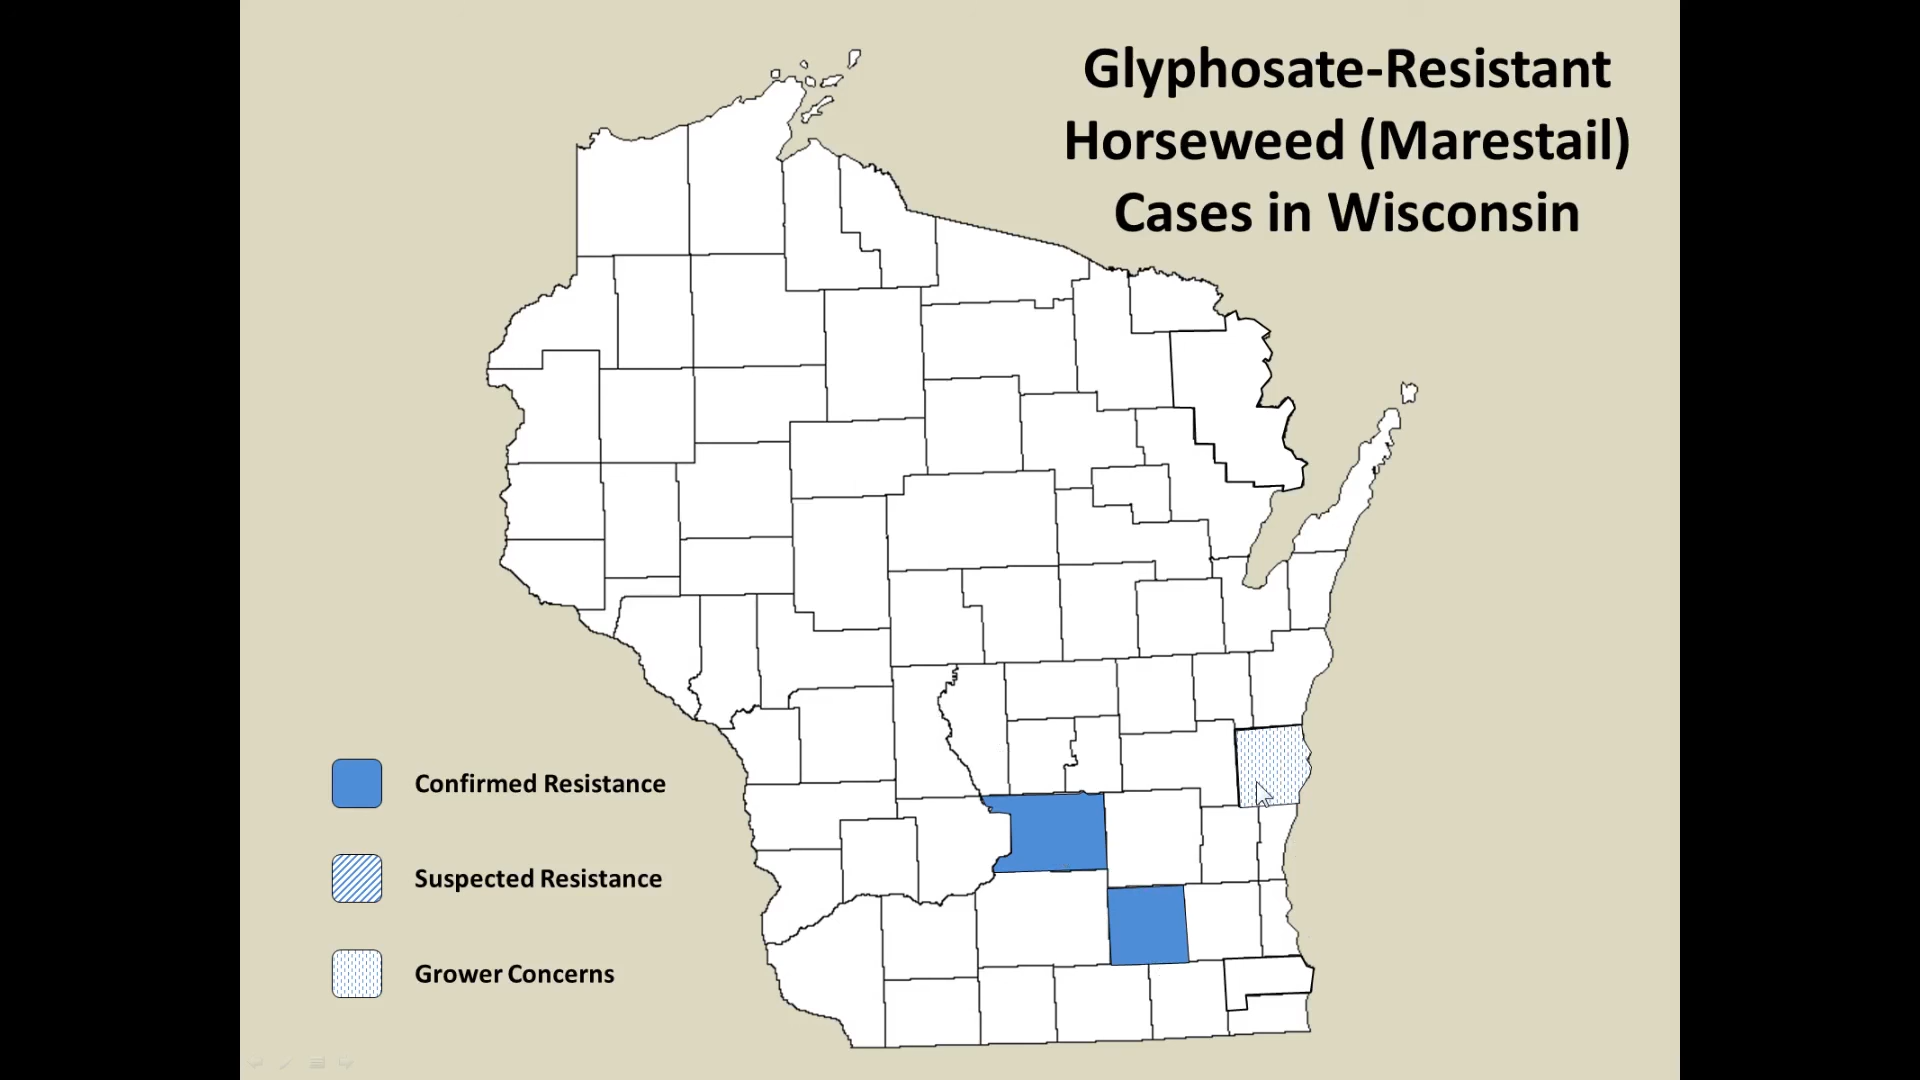 Glyphosate-Resistant
Horseweed (Marestail)
Cases in Wisconsin
Confirmed Resistance
Suspected Resistance
Grower Concerns